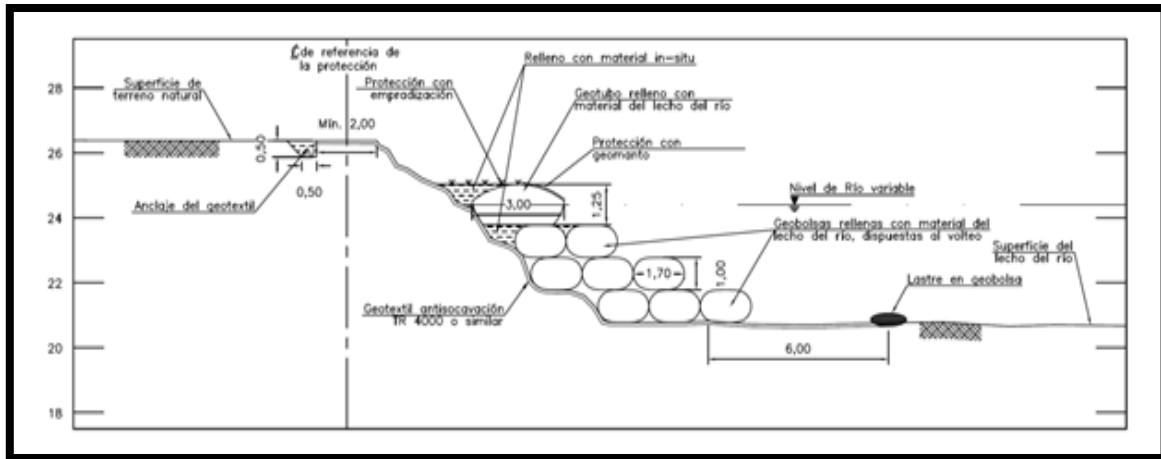 ℄ de referencia de
la protección
Relleno con material in-situ
Superficie de
terreno natural
Protección con
empradización
Geotubo relleno con
material del lecho del río
Mín. 2,00
Protección con
geomanto
0,50
0,50
Anclaje del geotextil
3,00
1,25
Nivel de Río variable
Geobolsas rellenas con material del
lecho del río, dispuestas al volteo
Superficie del
lecho del río
1,70
1,00
Lastre en geobolsa
Geotextil antisocavación
TR 4000 o similar
6,00
28
26
24
22
20
18